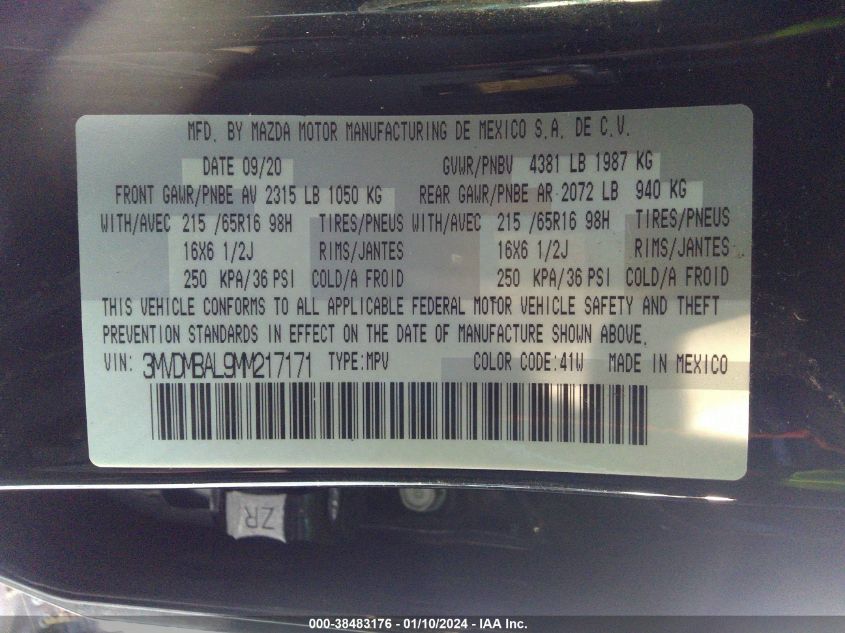 MFD. BY MAZDA MOTOR MANUFACTURING DE MEXICO S.A. DE C.V.
DATE 09/20 GVWR/PNBV 4381 LB 1987 KG
FRONT GAWR/PNBE AV 2315 LB 1050 KG REAR GAWR/PNBE AR 2072 LB 940 KG
WITH/AVEC 215 /65R16 98H TIRES/PNEUS WITH/AVEC 215 /65R16 98H TIRES/PNEUS
16X6 1/2J RIMS/JANTES 16X6 1/2J RIMS/JANTES
250 KPA/36 PSI COLD/A FROID 250 KPA/36 PSI COLD/A FROID
THIS VEHICLE CONFORMS TO ALL APPLICABLE FEDERAL MOTOR VEHICLE SAFETY AND THEFT
PREVENTION STANDARDS IN EFFECT ON THE DATE OF MANUFACTURE SHOWN ABOVE.
VIN: 3MVDMBAL9MM217171 TYPE:MPV COLOR CODE:41W MADE IN MEXICO
ZR
000-38483176 - 01/10/2024 - IAA Inc.